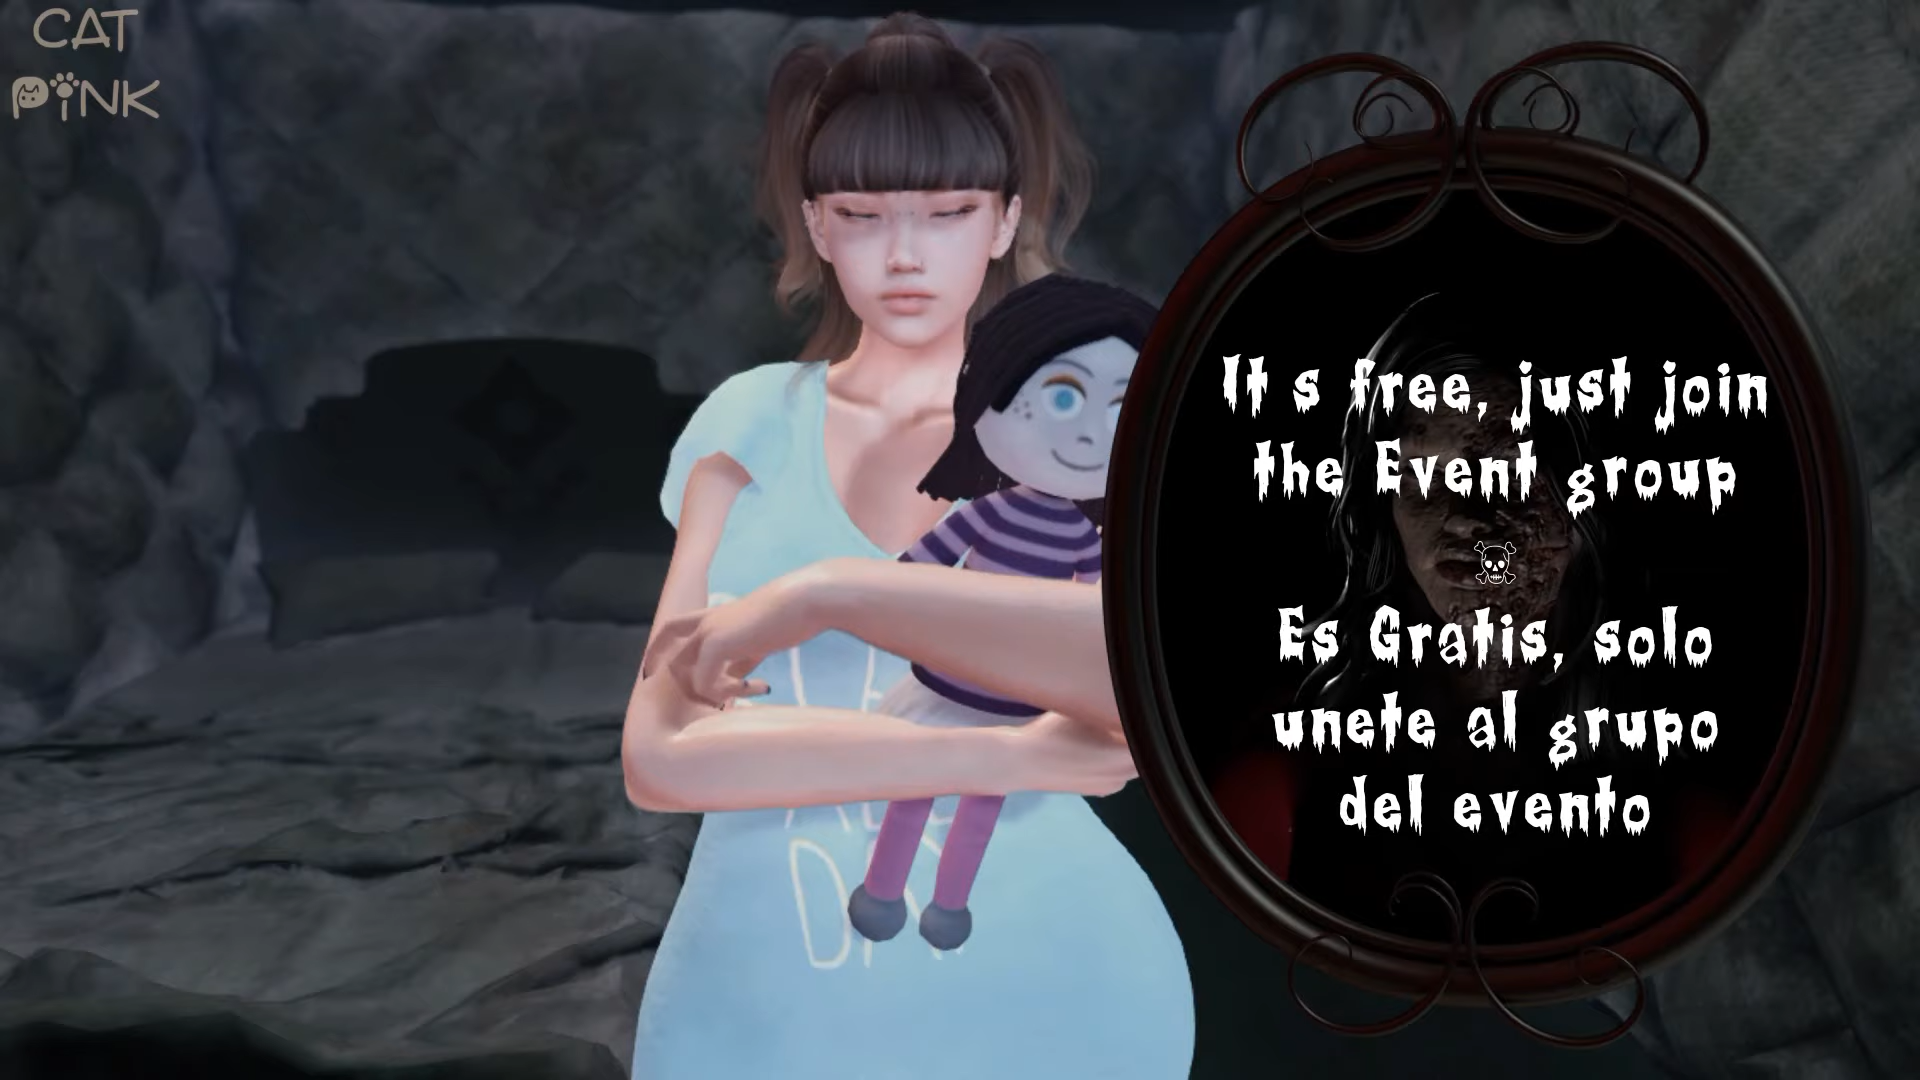 CAT
PINK
It s free, just join
the Event group
Es Gratis, solo
unete al grupo
del evento